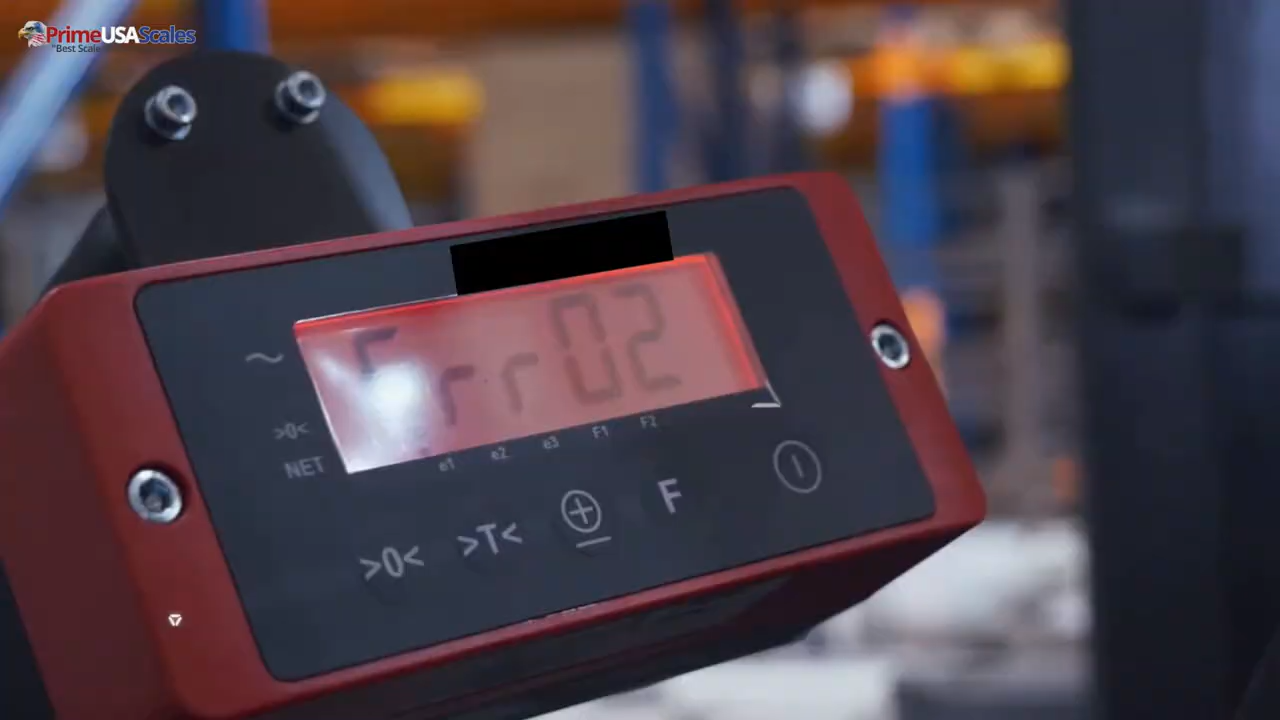 PrimeUSAScales
Best Scale
Err02
>0<
NET
e1 e2 e3 F1 F2
>0< >T< F